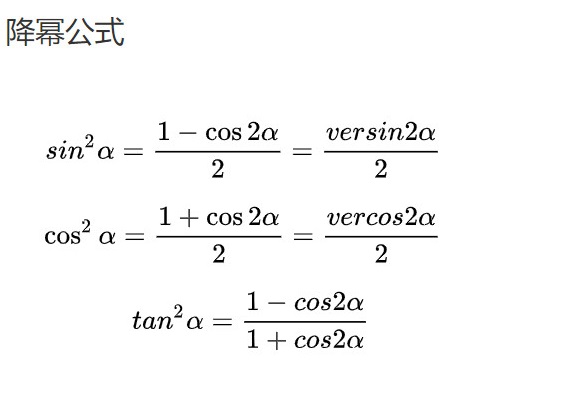 降幂公式
sin²α = (1 − cos 2α)/2 = versin2α/2
cos² α = (1 + cos 2α)/2 = vercos2α/2
tan²α = (1 − cos2α)/(1 + cos2α)